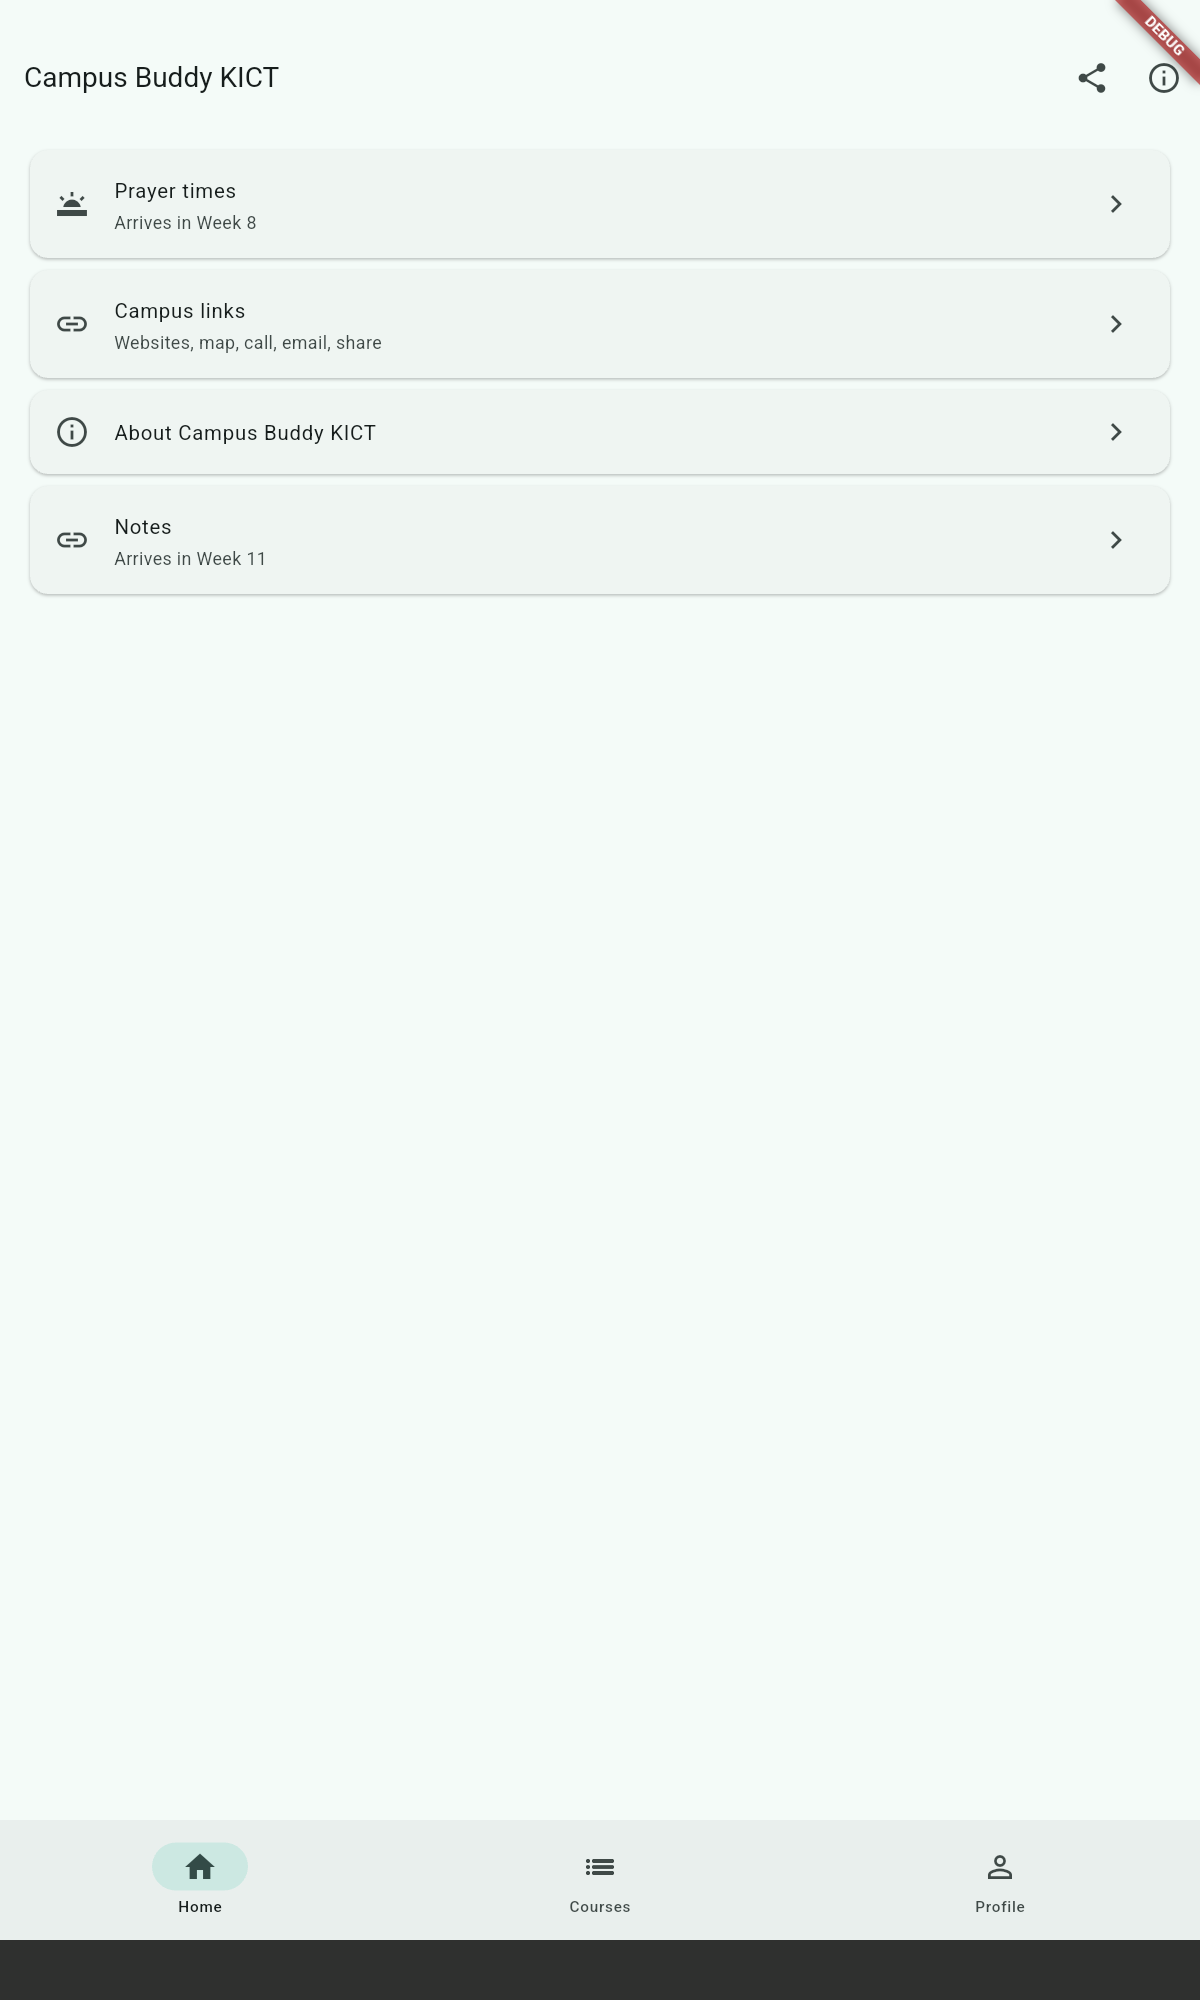 DEBUG
Campus Buddy KICT
Prayer times
Arrives in Week 8
Campus links
Websites, map, call, email, share
About Campus Buddy KICT
Notes
Arrives in Week 11
Home
Courses
Profile